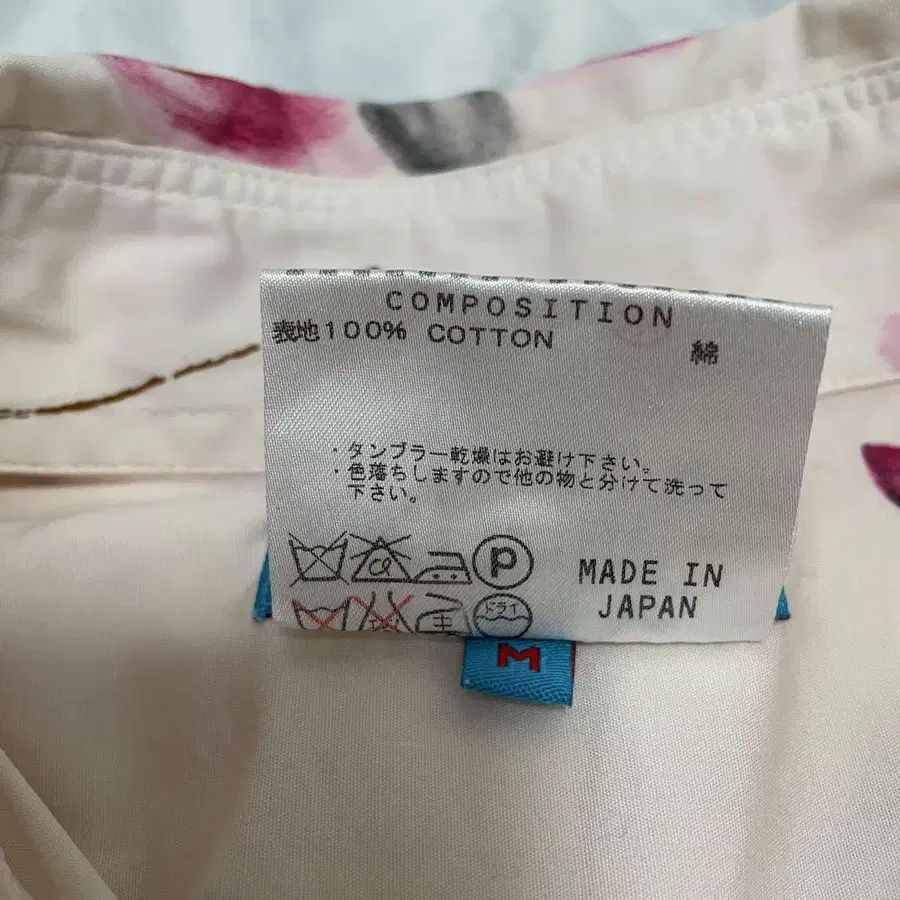 COMPOSITION
表地100% COTTON 綿
・タンブラー乾燥はお避け下さい。
・色落ちしますので他の物と分けて洗って
下さい。
Cl P
MADE IN
JAPAN
ドライ
M